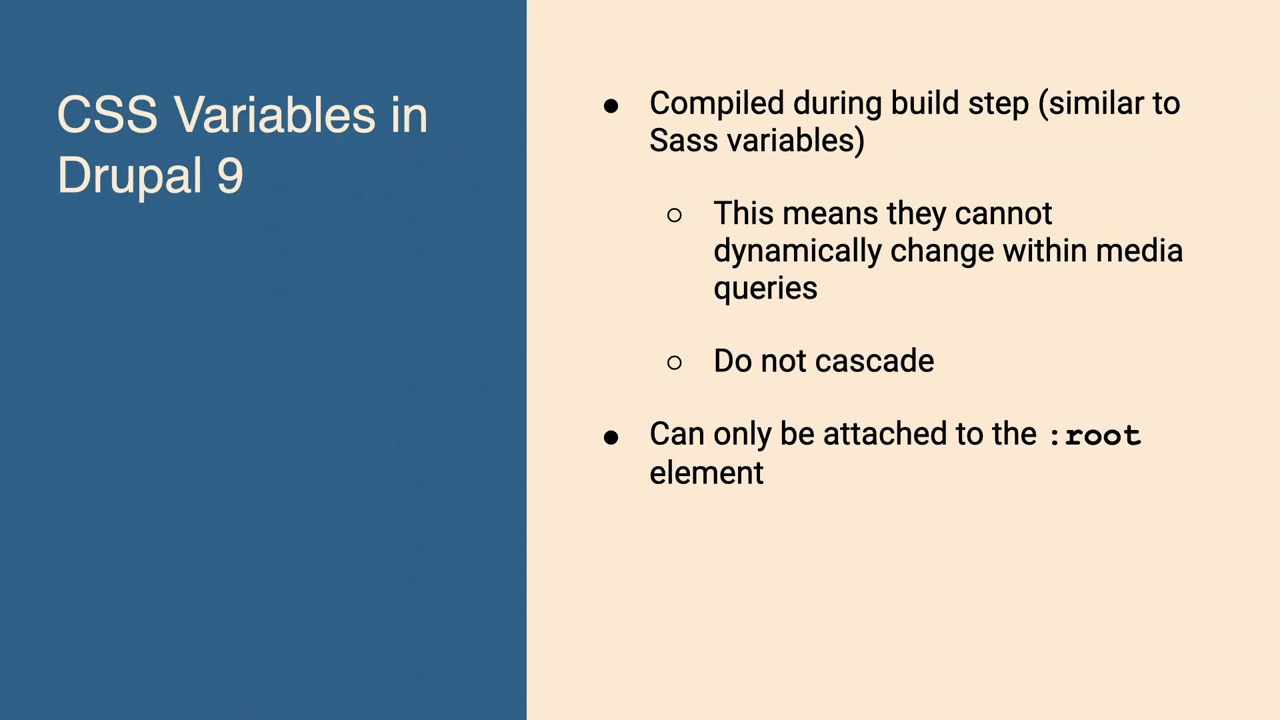 CSS Variables in
Drupal 9
● Compiled during build step (similar to
Sass variables)
○ This means they cannot
dynamically change within media
queries
○ Do not cascade
● Can only be attached to the :root
element